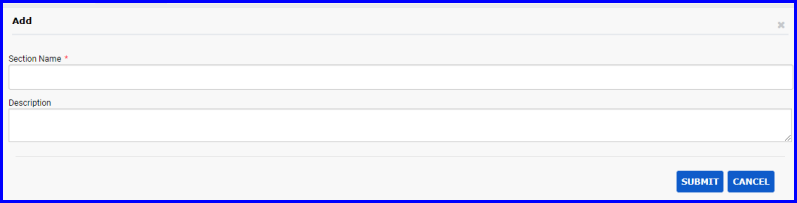 Add
Section Name *
Description
SUBMIT CANCEL